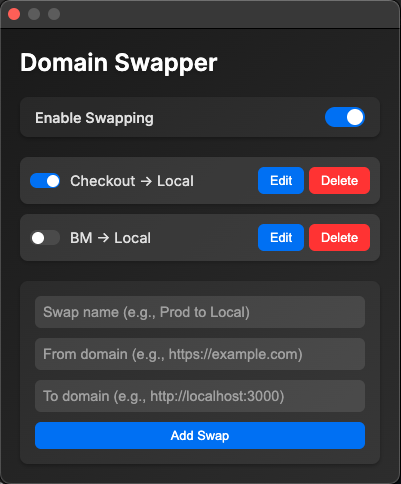 Domain Swapper
Enable Swapping
Checkout → Local Edit Delete
BM → Local Edit Delete
Swap name (e.g., Prod to Local)
From domain (e.g., https://example.com)
To domain (e.g., http://localhost:3000)
Add Swap